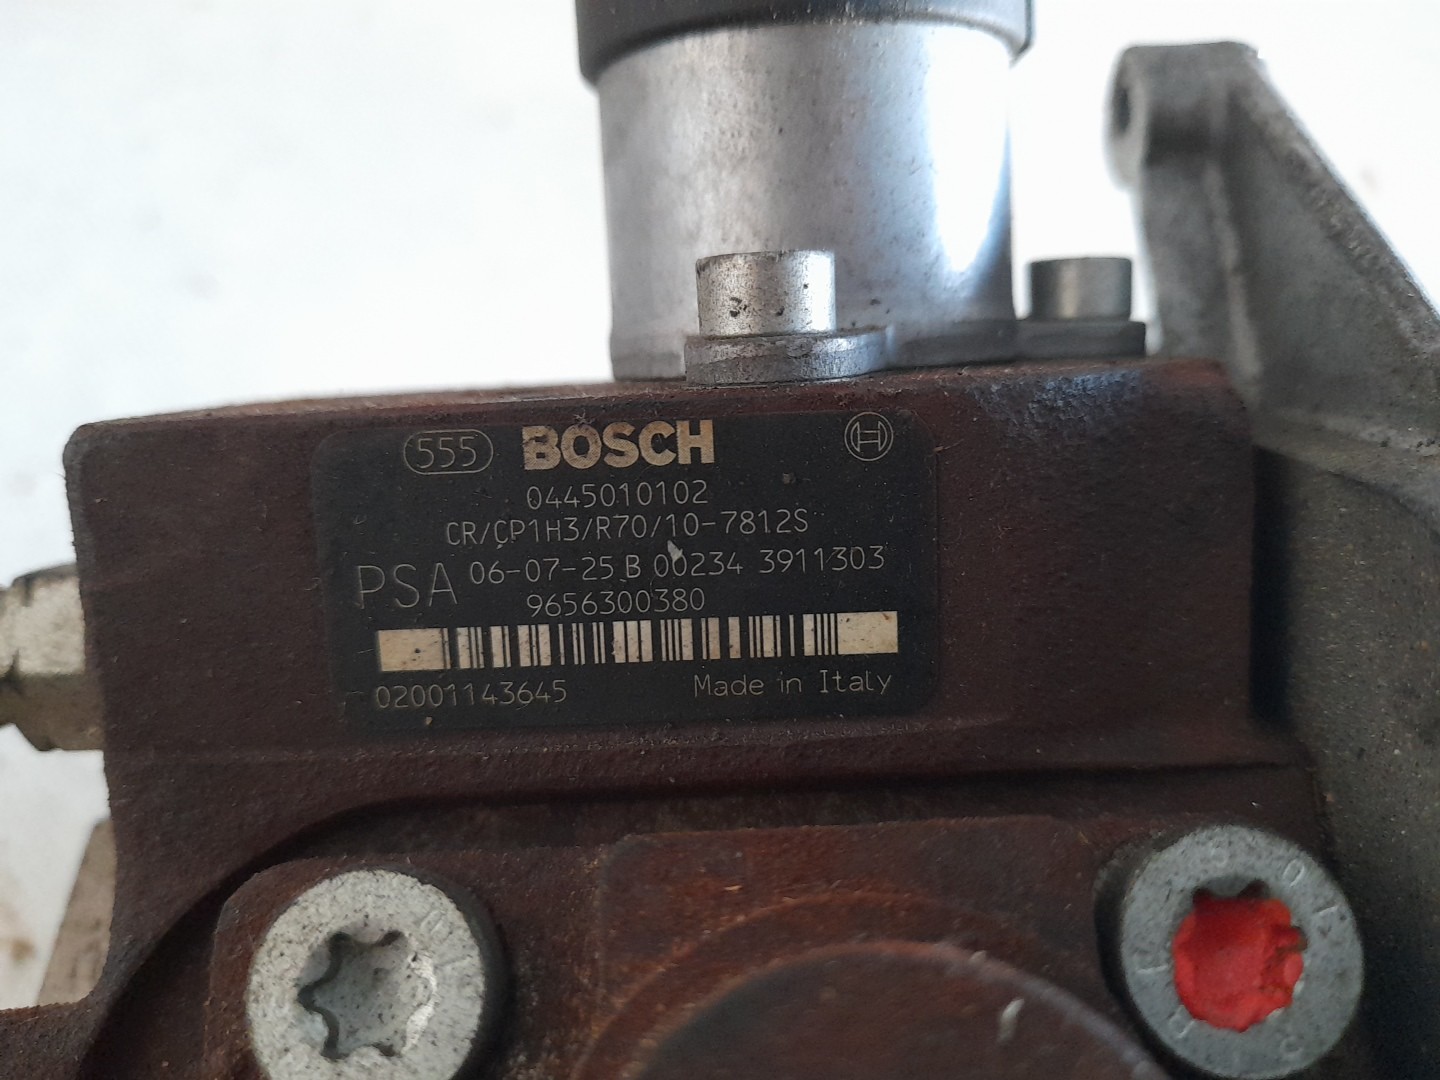 555 BOSCH
0445010102
CR/CP1H3/R70/10-7812S
PSA 06-07-25 B 00234 3911303
9656300380
02001143645 Made in Italy